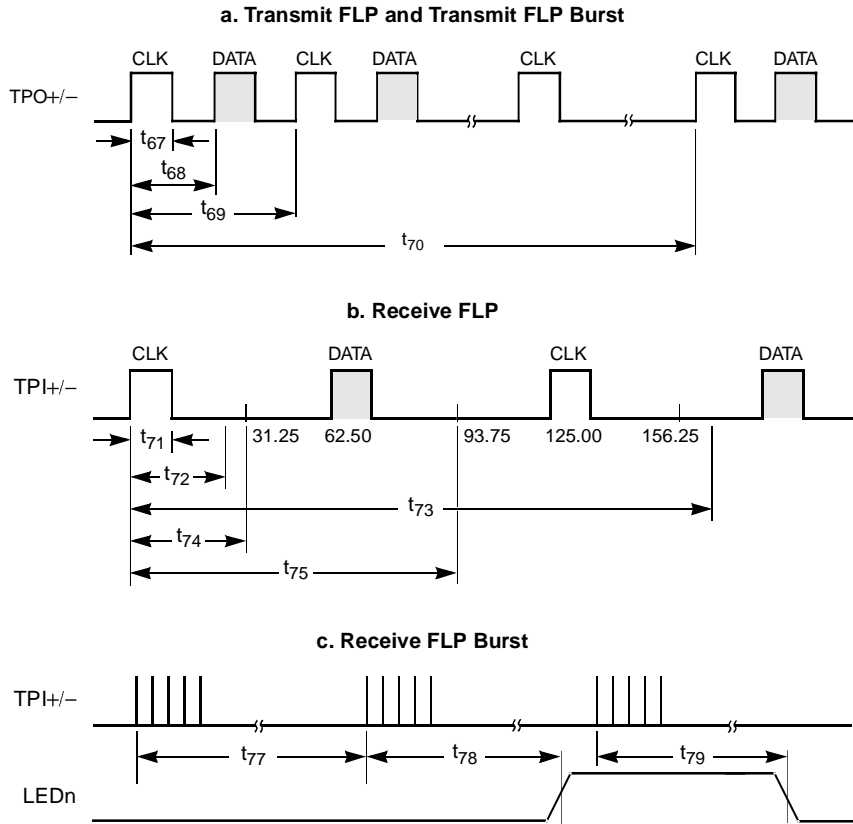 a. Transmit FLP and Transmit FLP Burst
CLK DATA CLK DATA CLK CLK DATA
TPO+/−
t67
t68
t69
t70
b. Receive FLP
CLK DATA CLK DATA
TPI+/−
t71 31.25 62.50 93.75 125.00 156.25
t72
t73
t74
t75
c. Receive FLP Burst
TPI+/−
t77 t78 t79
LEDn